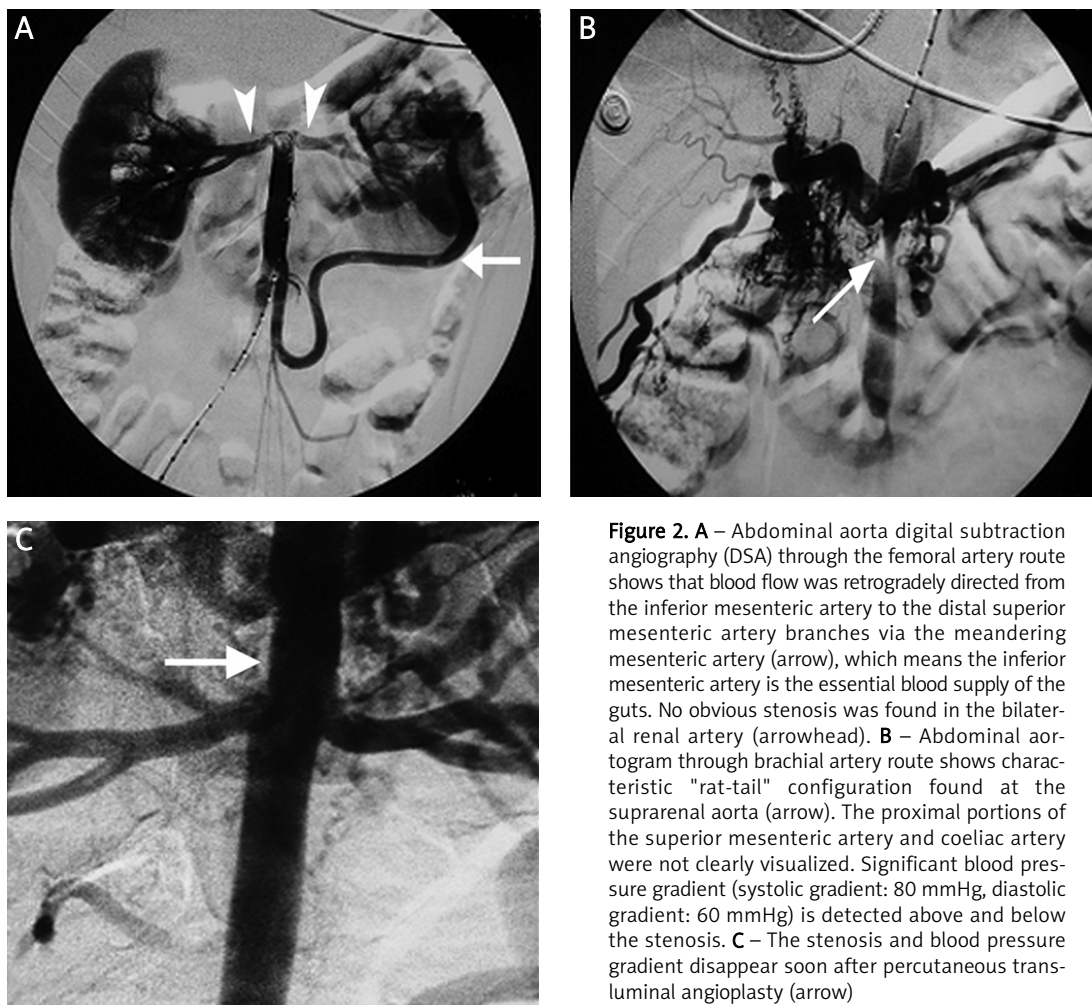 A
B
C
Figure 2. A – Abdominal aorta digital subtraction
angiography (DSA) through the femoral artery route
shows that blood flow was retrogradely directed from
the inferior mesenteric artery to the distal superior
mesenteric artery branches via the meandering
mesenteric artery (arrow), which means the inferior
mesenteric artery is the essential blood supply of the
guts. No obvious stenosis was found in the bilater-
al renal artery (arrowhead). B – Abdominal aor-
togram through brachial artery route shows charac-
teristic "rat-tail" configuration found at the
suprarenal aorta (arrow). The proximal portions of
the superior mesenteric artery and coeliac artery
were not clearly visualized. Significant blood pres-
sure gradient (systolic gradient: 80 mmHg, diastolic
gradient: 60 mmHg) is detected above and below
the stenosis. C – The stenosis and blood pressure
gradient disappear soon after percutaneous trans-
luminal angioplasty (arrow)